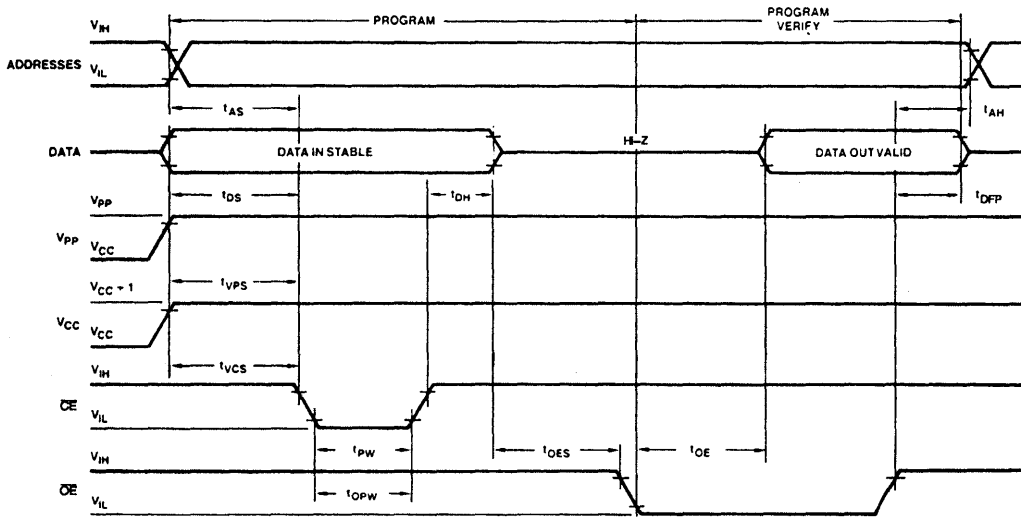 PROGRAM
PROGRAM
VERIFY
VIH
ADDRESSES
VIL
tAS
tAH
HI–Z
DATA
DATA IN STABLE
DATA OUT VALID
tDS
tDH
tDFP
VPP
VPP
VCC
VCC + 1
tVPS
VCC
VCC
tVCS
VIH
CE
VIL
tPW
tOES
tOE
VIH
OE
tOPW
VIL